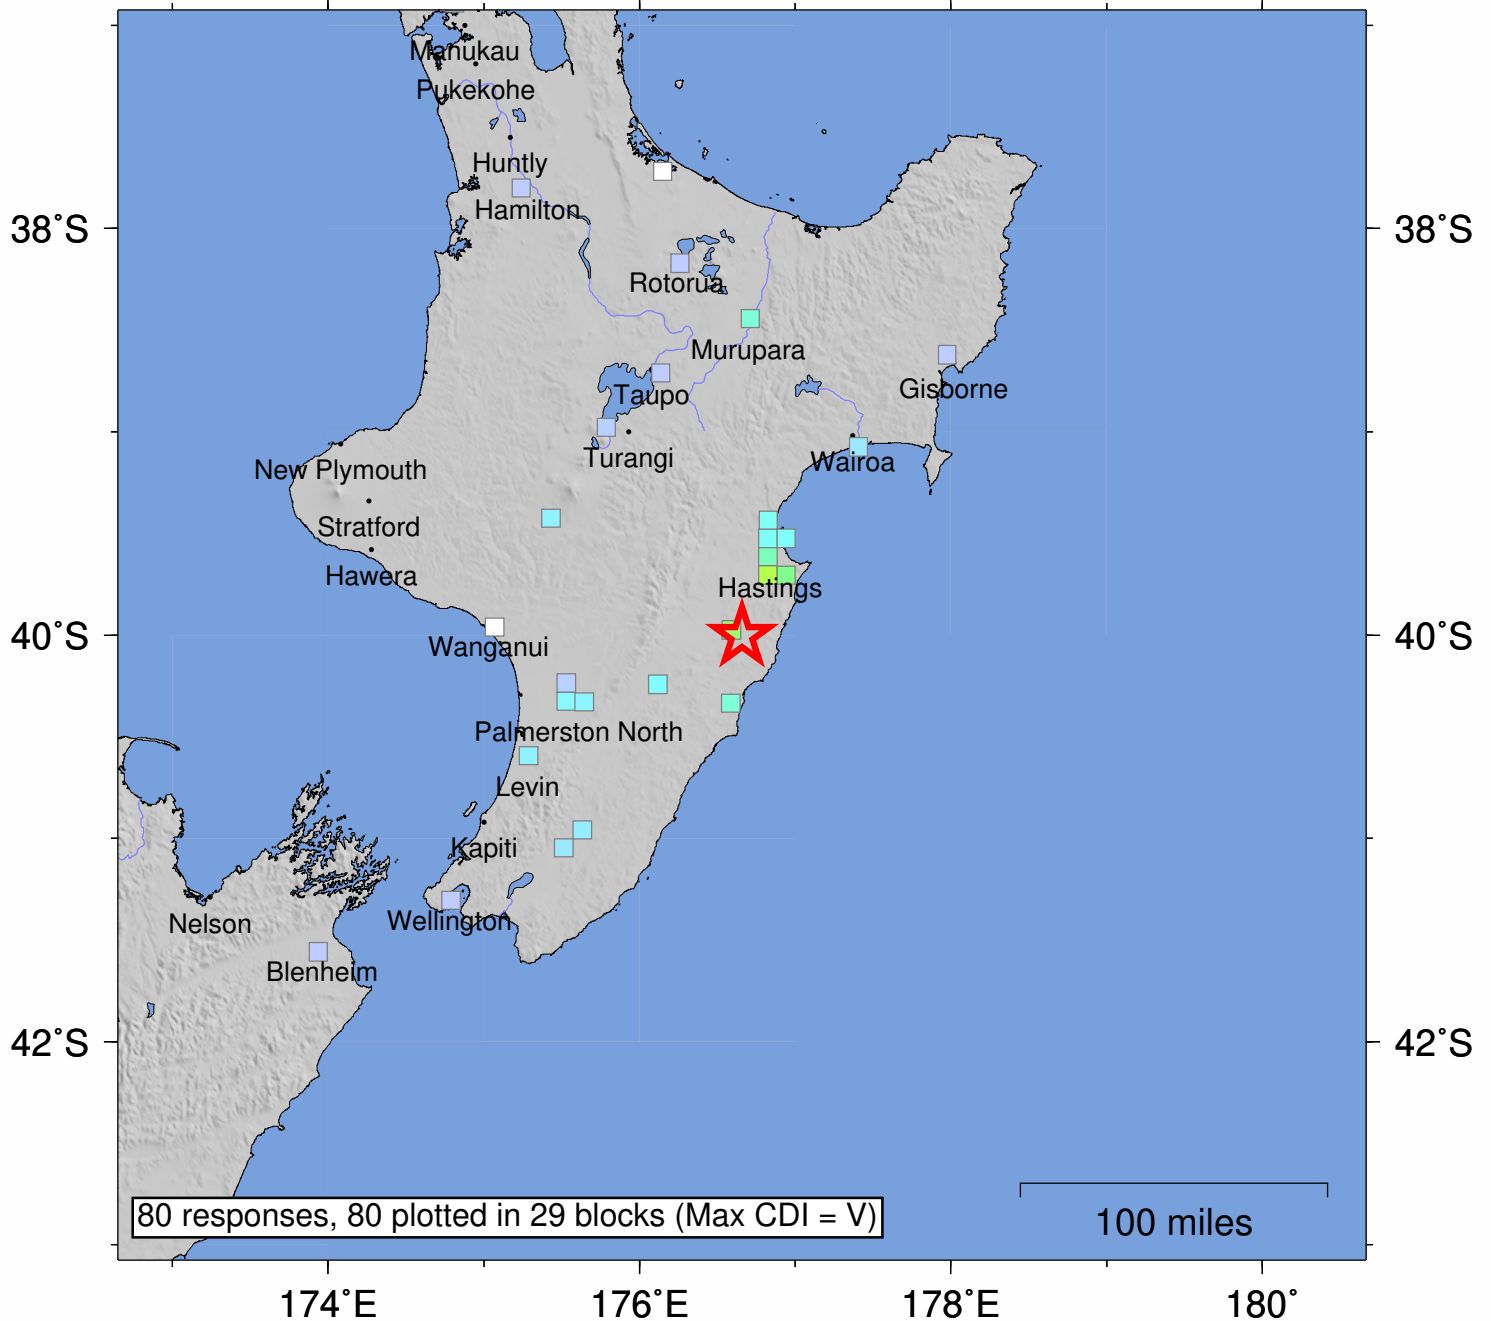 Manukau
Pukekohe
Huntly
Hamilton
38˚S
38˚S
Rotorua
Murupara
Taupo
Gisborne
Turangi
Wairoa
New Plymouth
Stratford
Hawera
Hastings
40˚S
40˚S
Wanganui
Palmerston North
Levin
Kapiti
Nelson
Wellington
Blenheim
42˚S
42˚S
80 responses, 80 plotted in 29 blocks (Max CDI = V)
100 miles
174˚E
176˚E
178˚E
180˚